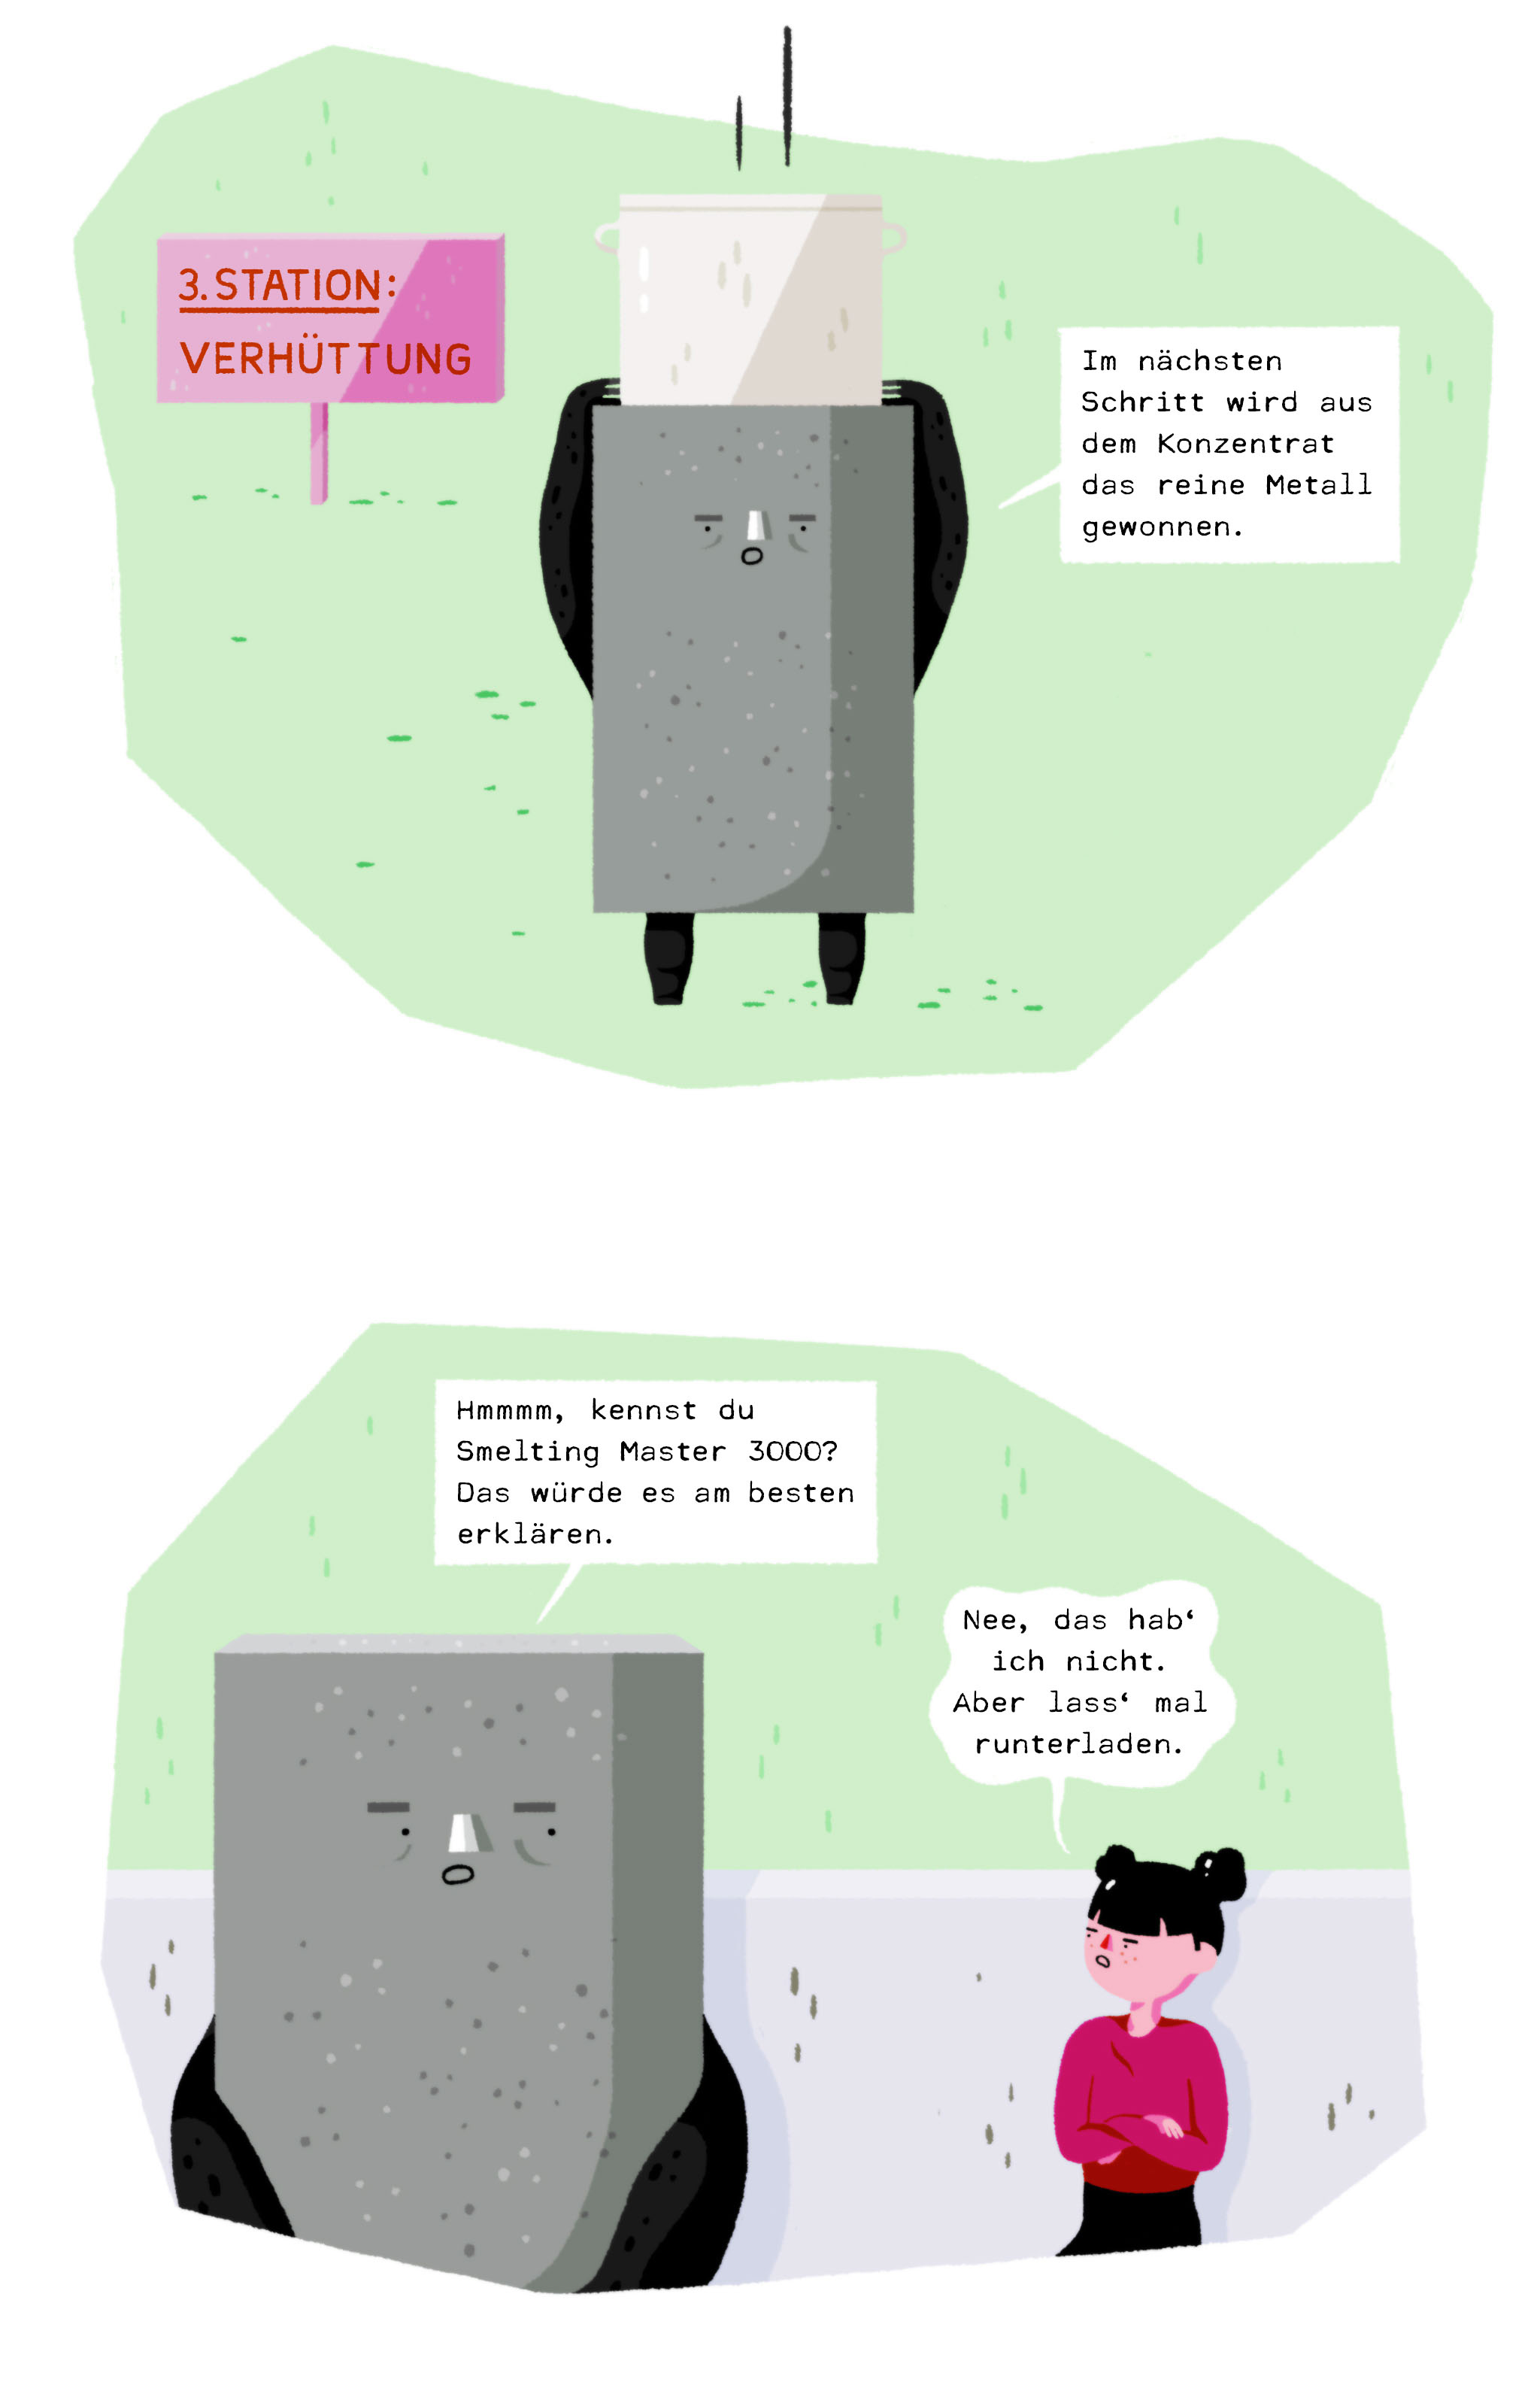 3. STATION:
VERHÜTTUNG
Im nächsten
Schritt wird aus
dem Konzentrat
das reine Metall
gewonnen.
Hmmmm, kennst du
Smelting Master 3000?
Das würde es am besten
erklären.
Nee, das hab‘
ich nicht.
Aber lass‘ mal
runterladen.